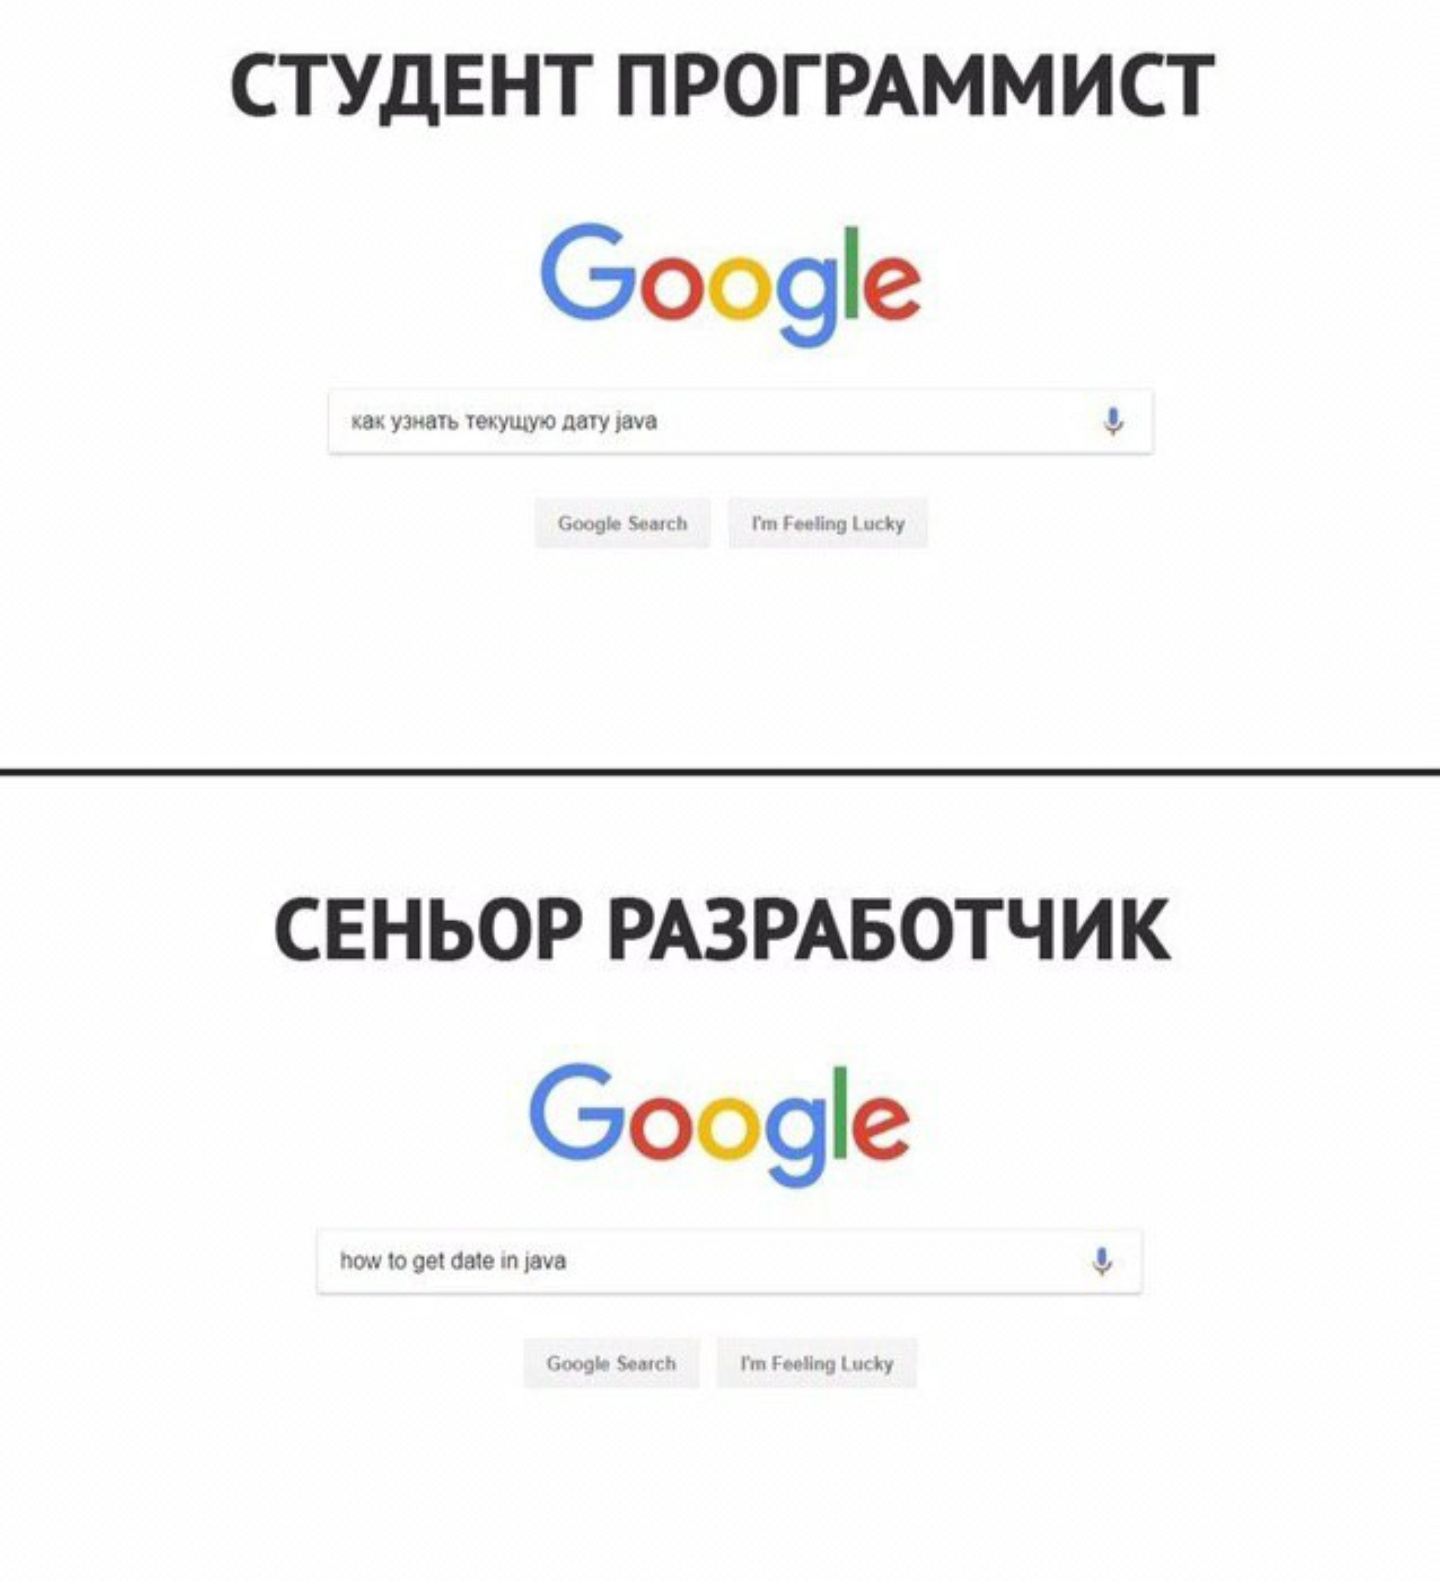 СТУДЕНТ ПРОГРАММИСТ
Google
как узнать текущую дату java
Google Search I'm Feeling Lucky
СЕНЬОР РАЗРАБОТЧИК
Google
how to get date in java
Google Search I'm Feeling Lucky